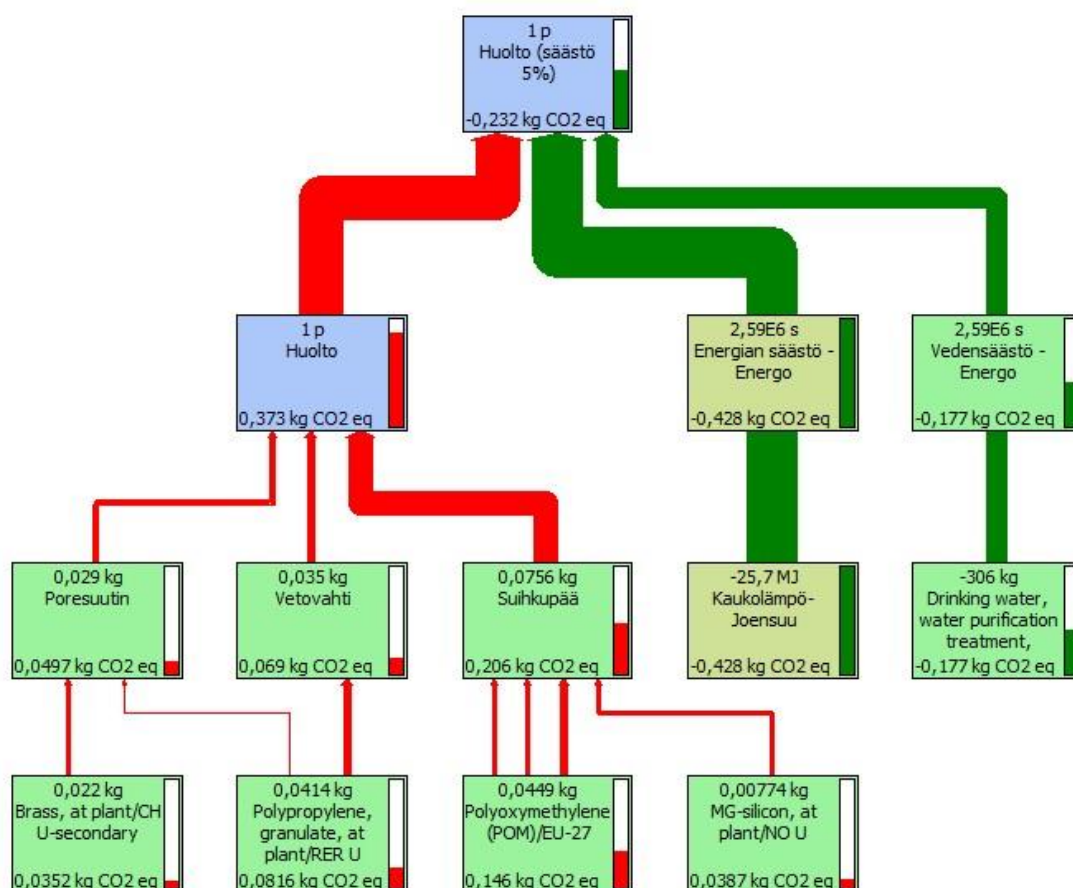 1 p
Huolto (säästö
5%)
-0,232 kg CO2 eq
1 p
Huolto
0,373 kg CO2 eq
2,59E6 s
Energian säästö -
Energo
-0,428 kg CO2 eq
2,59E6 s
Vedensäästö -
Energo
-0,177 kg CO2 eq
0,029 kg
Poresuutin
0,0497 kg CO2 eq
0,035 kg
Vetovahti
0,069 kg CO2 eq
0,0756 kg
Suihkupää
0,206 kg CO2 eq
-25,7 MJ
Kaukolämpö-
Joensuu
-0,428 kg CO2 eq
-306 kg
Drinking water,
water purification
treatment,
-0,177 kg CO2 eq
0,022 kg
Brass, at plant/CH
U-secondary
0,0352 kg CO2 eq
0,0414 kg
Polypropylene,
granulate, at
plant/RER U
0,0816 kg CO2 eq
0,0449 kg
Polyoxymethylene
(POM)/EU-27
0,146 kg CO2 eq
0,00774 kg
MG-silicon, at
plant/NO U
0,0387 kg CO2 eq